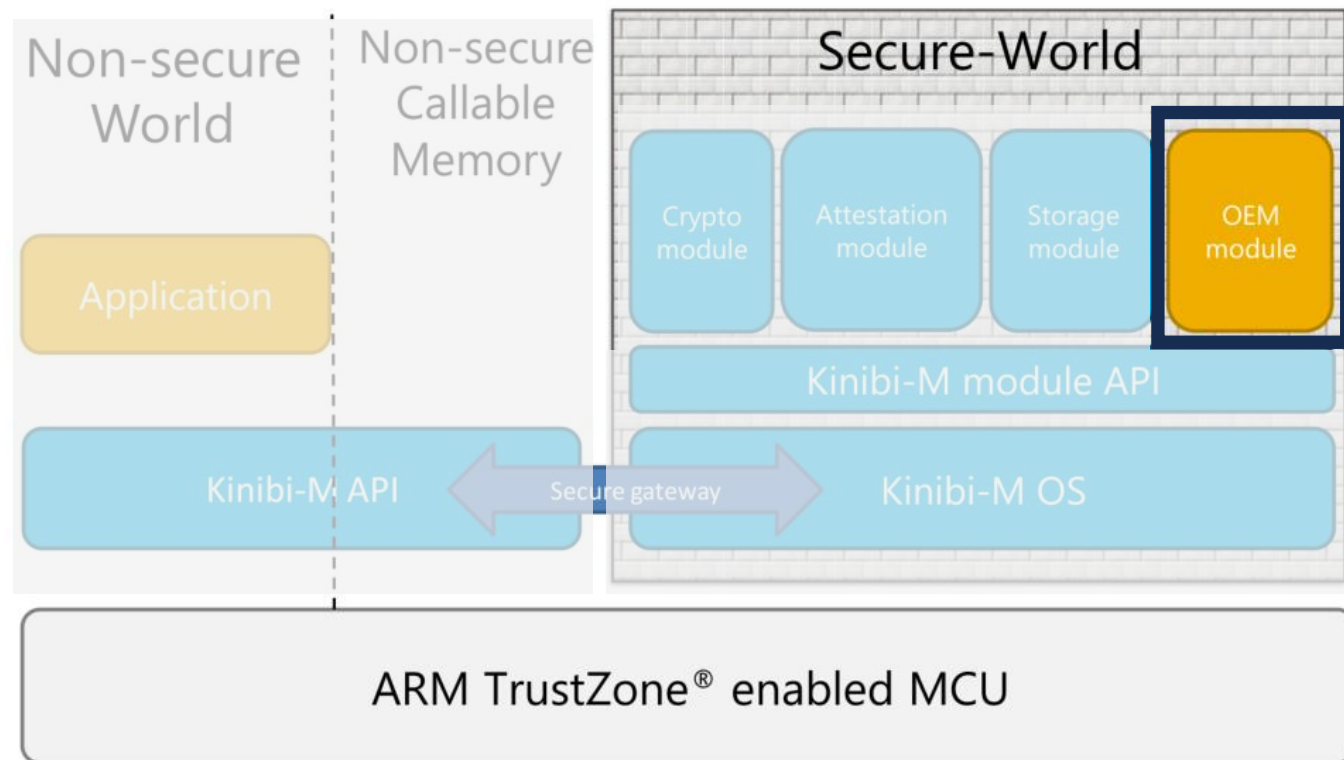 Non-secure
World
Non-secure
Callable
Memory
Secure-World
Application
Crypto
module
Attestation
module
Storage
module
OEM
module
Kinibi-M module API
Kinibi-M API
Secure gateway
Kinibi-M OS
ARM TrustZone® enabled MCU